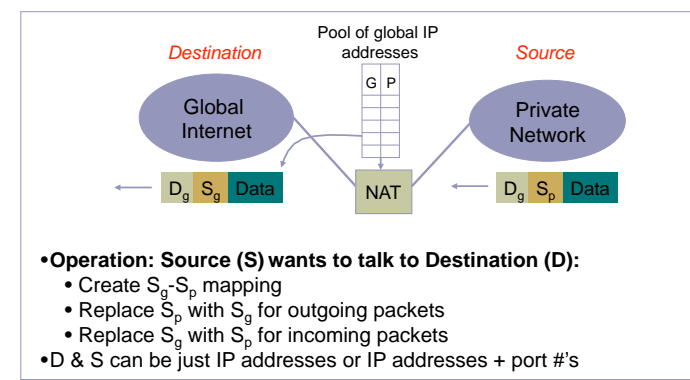 Pool of global IP
addresses
Destination
Source
G P
Global
Internet
Private
Network
Dg Sg Data
NAT
Dg Sp Data
•Operation: Source (S) wants to talk to Destination (D):
• Create Sg-Sp mapping
• Replace Sp with Sg for outgoing packets
• Replace Sg with Sp for incoming packets
•D & S can be just IP addresses or IP addresses + port #'s